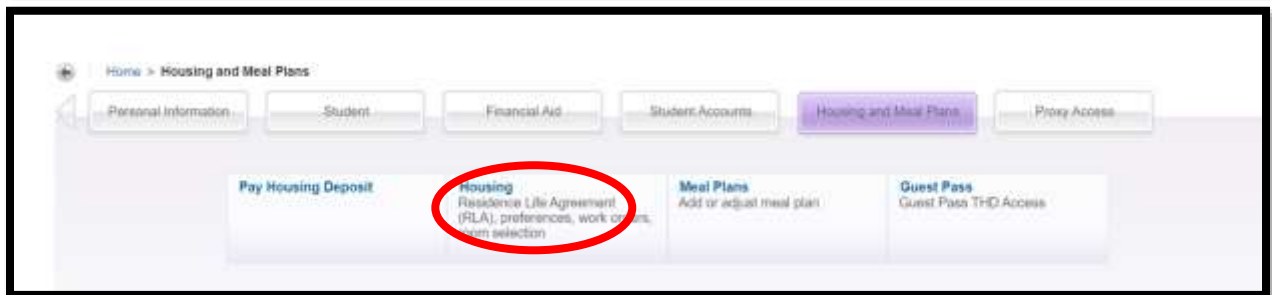 Home > Housing and Meal Plans
Personal Information
Student
Financial Aid
Student Accounts
Housing and Meal Plans
Proxy Access
Pay Housing Deposit
Housing
Residence Life Agreement
(RLA), preferences, work orders,
room selection
Meal Plans
Add or adjust meal plan
Guest Pass
Guest Pass THD Access